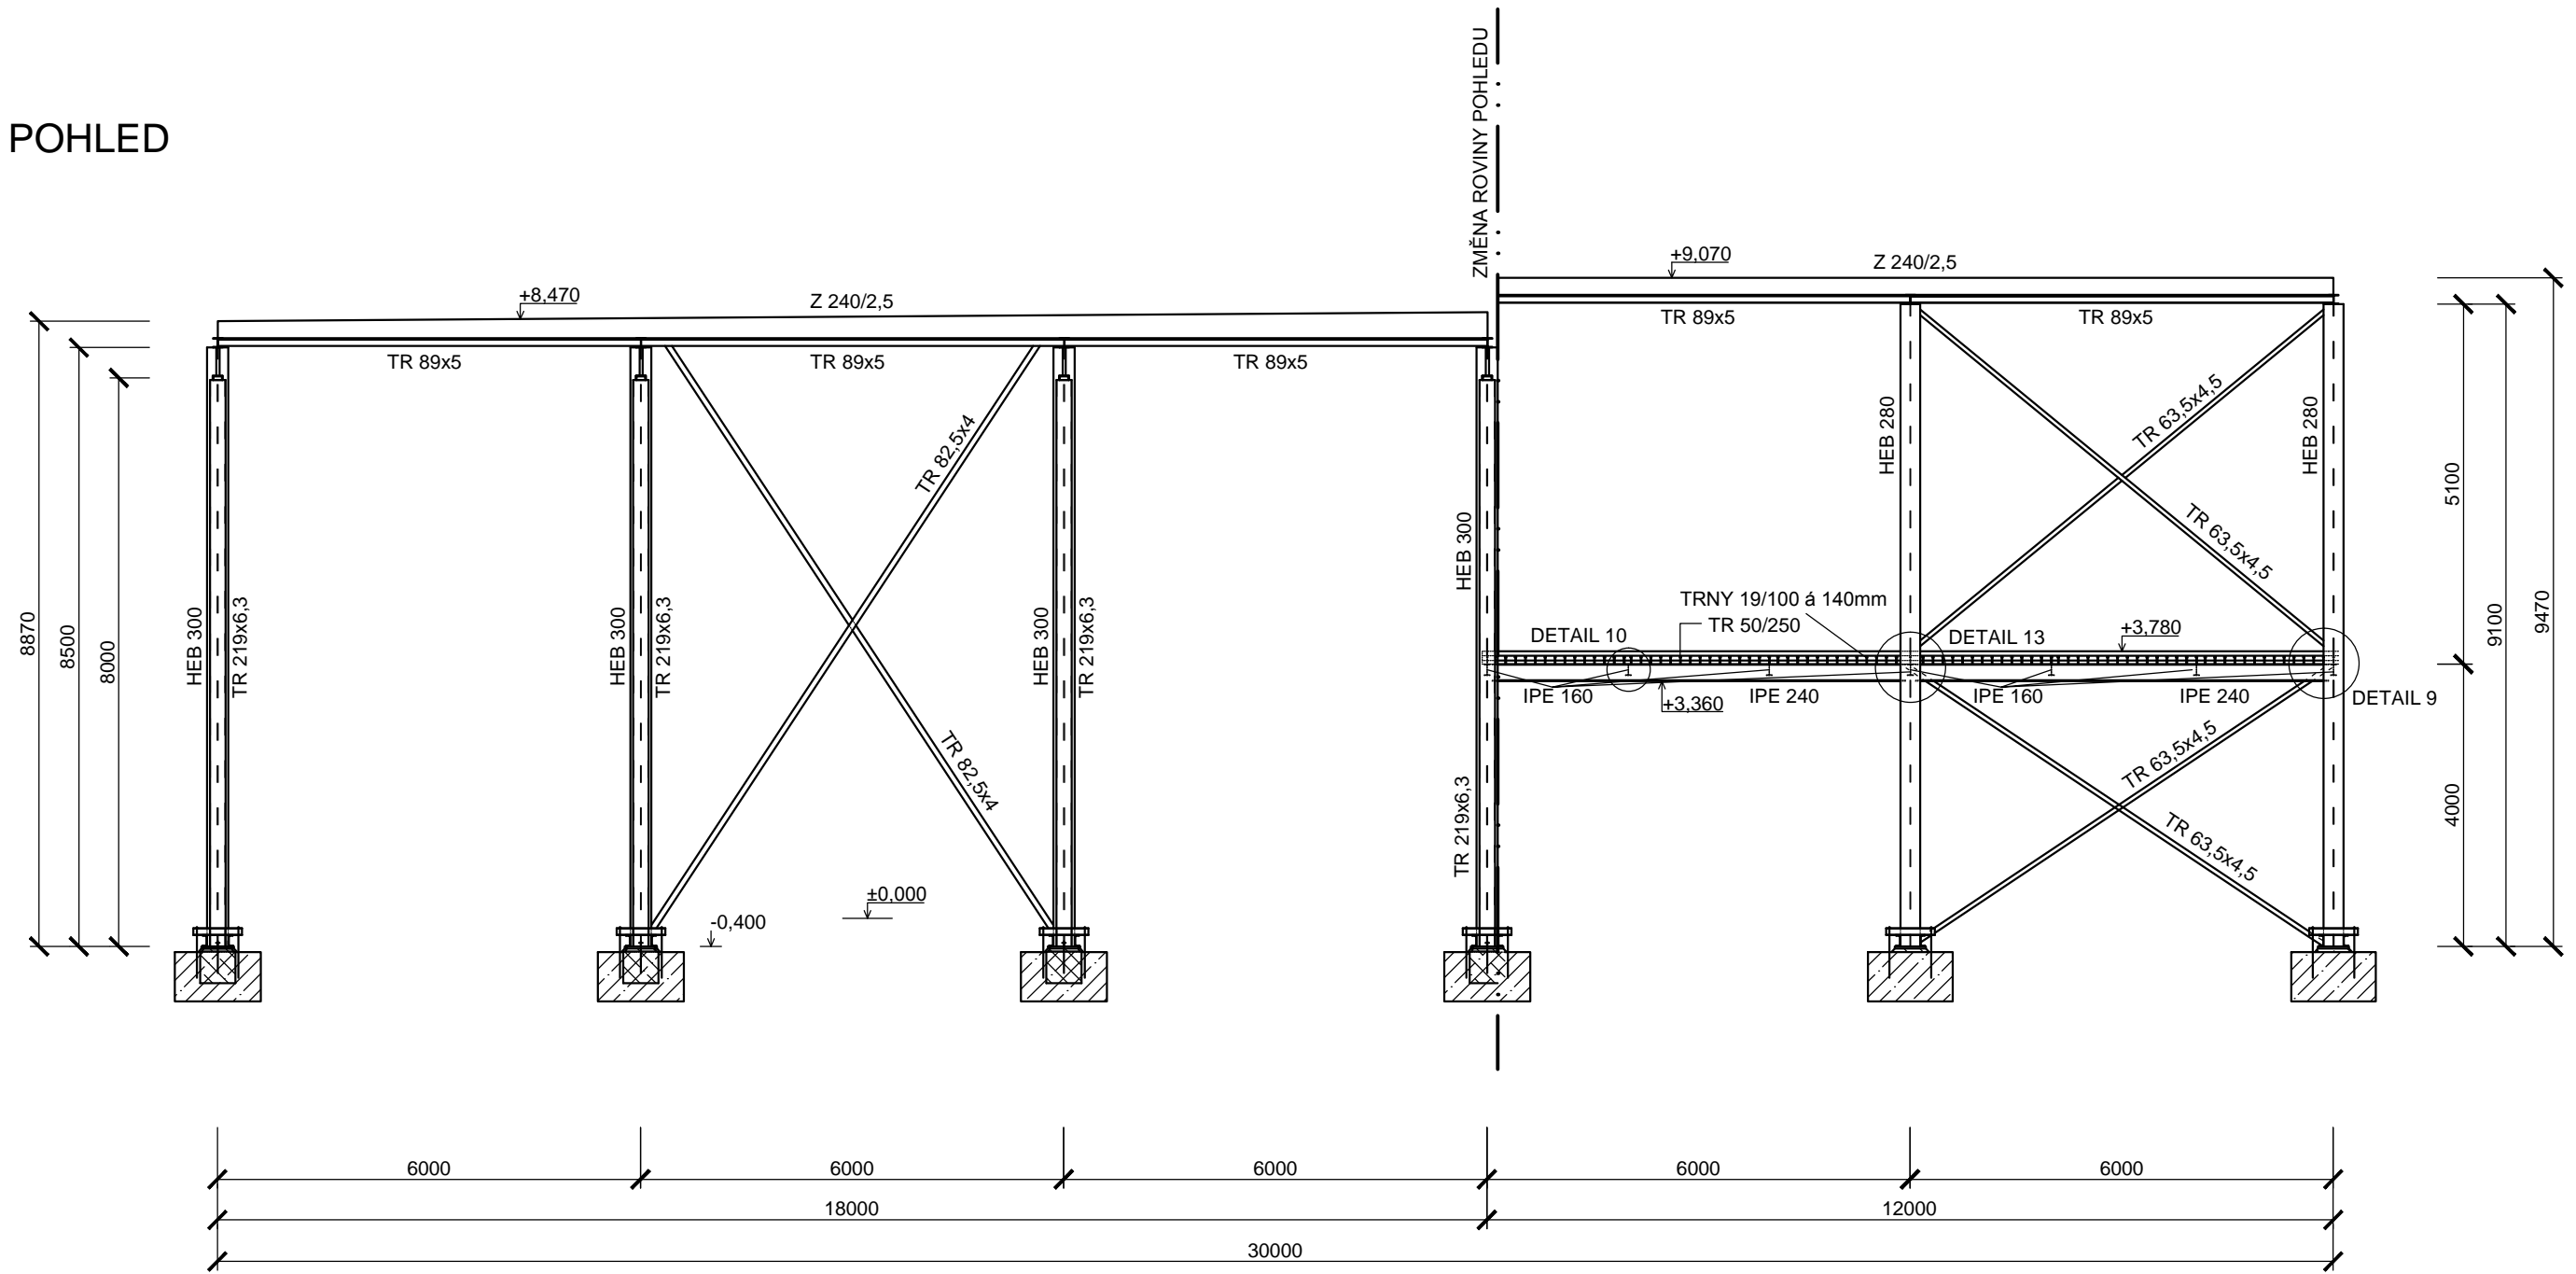 POHLED
ZMĚNA ROVINY POHLEDU
+8,470
Z 240/2,5
+9,070
Z 240/2,5
TR 89x5
TR 89x5
TR 89x5
TR 89x5
TR 89x5
8870
8500
8000
HEB 300
TR 219x6,3
HEB 300
TR 219x6,3
TR 82,5x4
TR 82,5x4
HEB 300
TR 219x6,3
HEB 300
TR 219x6,3
HEB 280
HEB 280
TR 63,5x4,5
TR 63,5x4,5
TRNY 19/100 á 140mm
TR 50/250
DETAIL 10
DETAIL 13
+3,780
IPE 160
+3,360
IPE 240
IPE 160
IPE 240
DETAIL 9
TR 63,5x4,5
TR 63,5x4,5
±0,000
-0,400
5100
4000
9100
9470
6000
6000
6000
6000
6000
18000
12000
30000